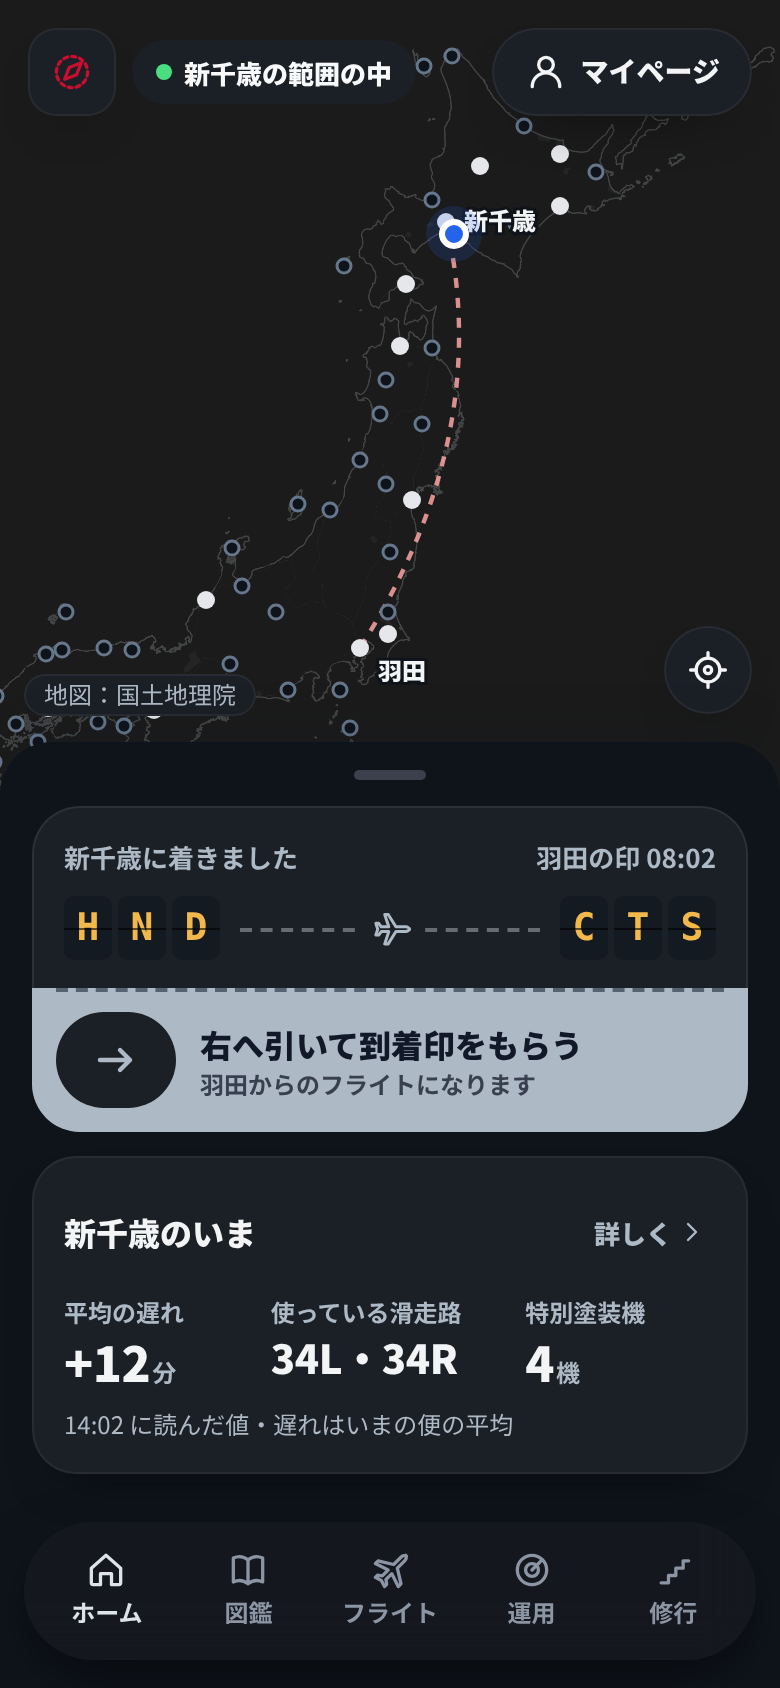 新千歳の範囲の中
マイページ
新千歳
羽田
地図：国土地理院
新千歳に着きました
羽田の印 08:02
HND
CTS
右へ引いて到着印をもらう
羽田からのフライトになります
新千歳のいま
詳しく
平均の遅れ
使っている滑走路
特別塗装機
+12分
34L・34R
4機
14:02 に読んだ値・遅れはいまの便の平均
ホーム
図鑑
フライト
運用
修行